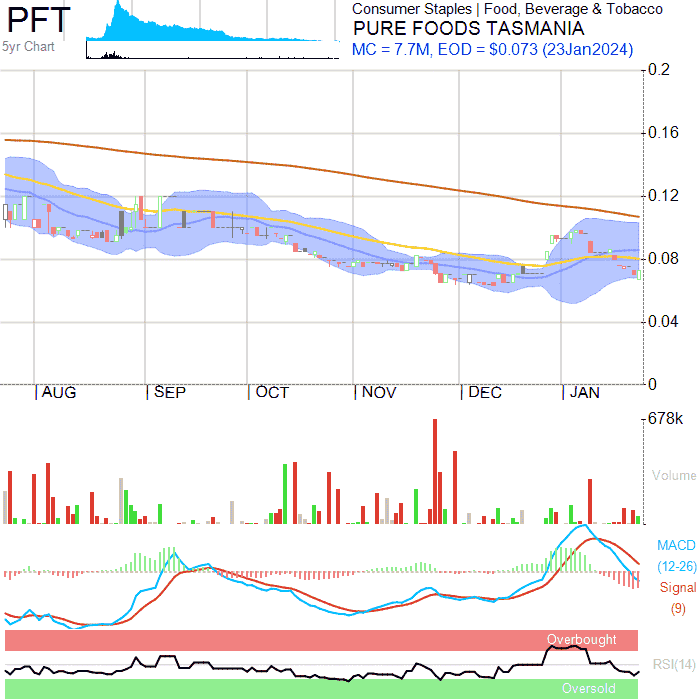 PFT
5yr Chart
Consumer Staples | Food, Beverage & Tobacco
PURE FOODS TASMANIA
MC = 7.7M, EOD = $0.073 (23Jan2024)
0.2
0.16
0.12
0.08
0.04
0
AUG SEP OCT NOV DEC JAN
678k
Volume
MACD
(12-26)
Signal
(9)
Overbought
RSI(14)
Oversold